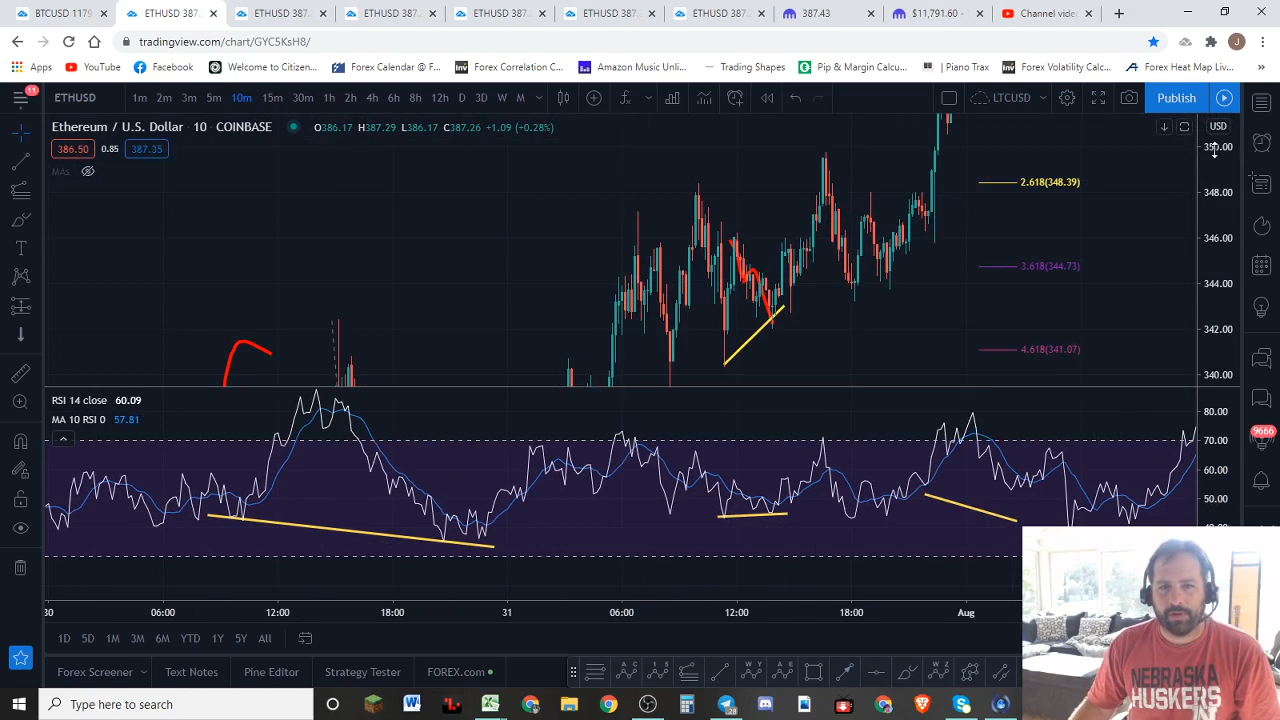 BTCUSD 1179
ETHUSD 387.
ETHUSD 387.
ETHUSD 387.
ETHUSD 387.
ETHUSD 387.
ETHUSD 387.
387.43
$11,791.60 -
Channel vide
tradingview.com/chart/GYC5KsH8/
Apps
YouTube
Facebook
Welcome to Citizen...
Forex Calendar @ F...
Forex Correlation C...
Amazon Music Unli...
Trading Shapes
Pip & Margin Calcu...
Piano Trax
Forex Volatility Calc...
Forex Heat Map Liv...
11
ETHUSD
1m 2m 3m 5m 10m 15m 30m 1h 2h 4h 6h 8h 12h D 3D W M
LTCUSD
Publish
Ethereum / U.S. Dollar · 10 · COINBASE
O386.17 H387.29 L386.17 C387.26 +1.09 (+0.28%)
USD
386.50 0.85 387.35
MAs
348.00
346.00
344.00
342.00
340.00
2.618(348.39)
3.618(344.73)
4.618(341.07)
RSI 14 close 60.09
MA 10 RSI 0 57.81
80.00
70.00
60.00
50.00
9666
06:00 12:00 18:00 31 06:00 12:00 18:00 Aug
1D 5D 1M 3M 6M YTD 1Y 5Y All
Forex Screener
Text Notes
Pine Editor
Strategy Tester
FOREX.com
NEBRASKA
HUSKERS
Type here to search
28